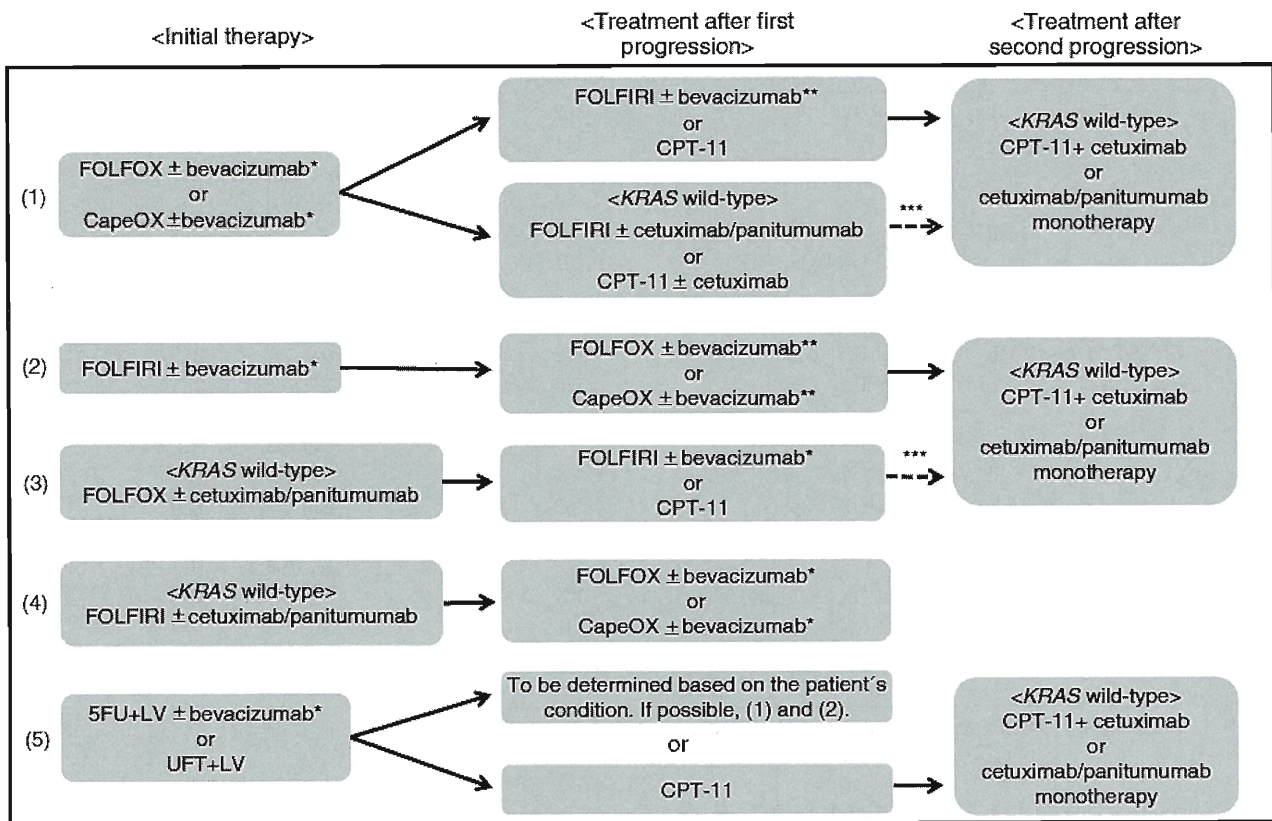 <Initial therapy>
<Treatment after first
progression>
<Treatment after
second progression>
(1)
FOLFOX ± bevacizumab*
or
CapeOX ±bevacizumab*
FOLFIRI ± bevacizumab**
or
CPT-11
<KRAS wild-type>
FOLFIRI ± cetuximab/panitumumab
or
CPT-11 ± cetuximab
***
<KRAS wild-type>
CPT-11+ cetuximab
or
cetuximab/panitumumab
monotherapy
(2)
FOLFIRI ± bevacizumab*
FOLFOX ± bevacizumab**
or
CapeOX ± bevacizumab**
<KRAS wild-type>
CPT-11+ cetuximab
or
cetuximab/panitumumab
monotherapy
(3)
<KRAS wild-type>
FOLFOX ± cetuximab/panitumumab
FOLFIRI ± bevacizumab*
or
CPT-11
***
(4)
<KRAS wild-type>
FOLFIRI ± cetuximab/panitumumab
FOLFOX ± bevacizumab*
or
CapeOX ± bevacizumab*
(5)
5FU+LV ± bevacizumab*
or
UFT+LV
To be determined based on the patient´s
condition. If possible, (1) and (2).
or
CPT-11
<KRAS wild-type>
CPT-11+ cetuximab
or
cetuximab/panitumumab
monotherapy